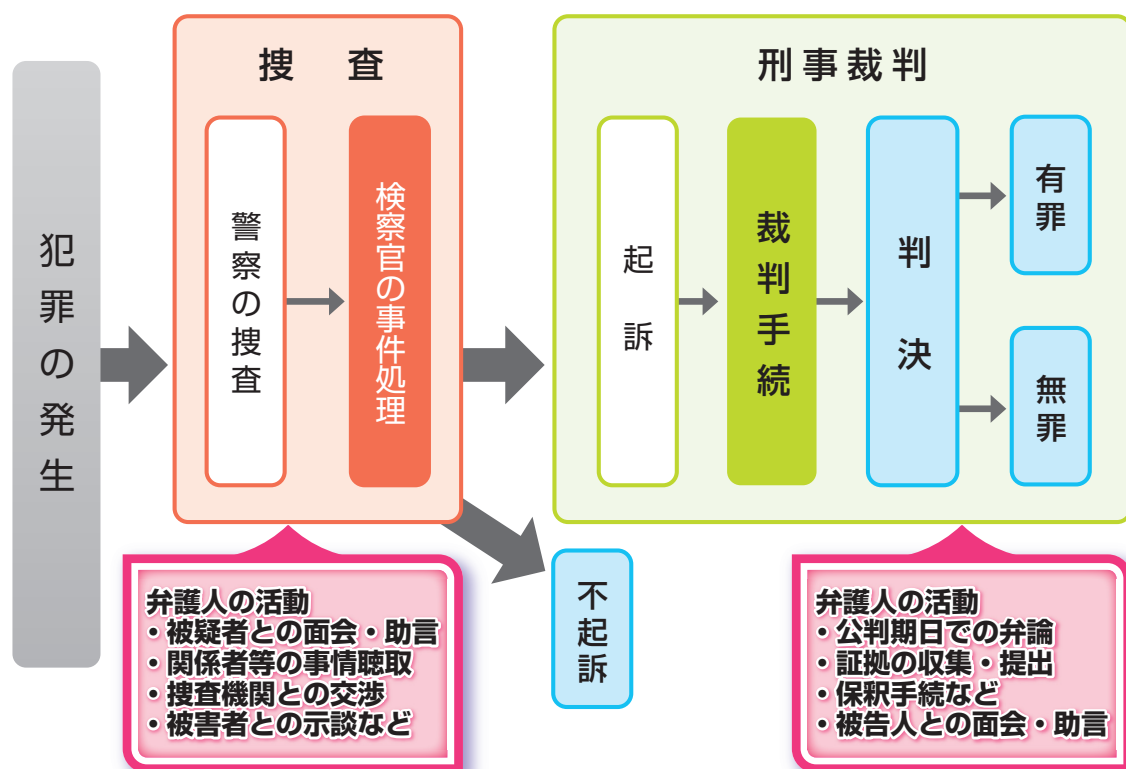 犯罪の発生
捜　査
警察の捜査
検察官の事件処理
不起訴
弁護人の活動
・被疑者との面会・助言
・関係者等の事情聴取
・捜査機関との交渉
・被害者との示談など
刑事裁判
起訴
裁判手続
判決
有罪
無罪
弁護人の活動
・公判期日での弁論
・証拠の収集・提出
・保釈手続など
・被告人との面会・助言